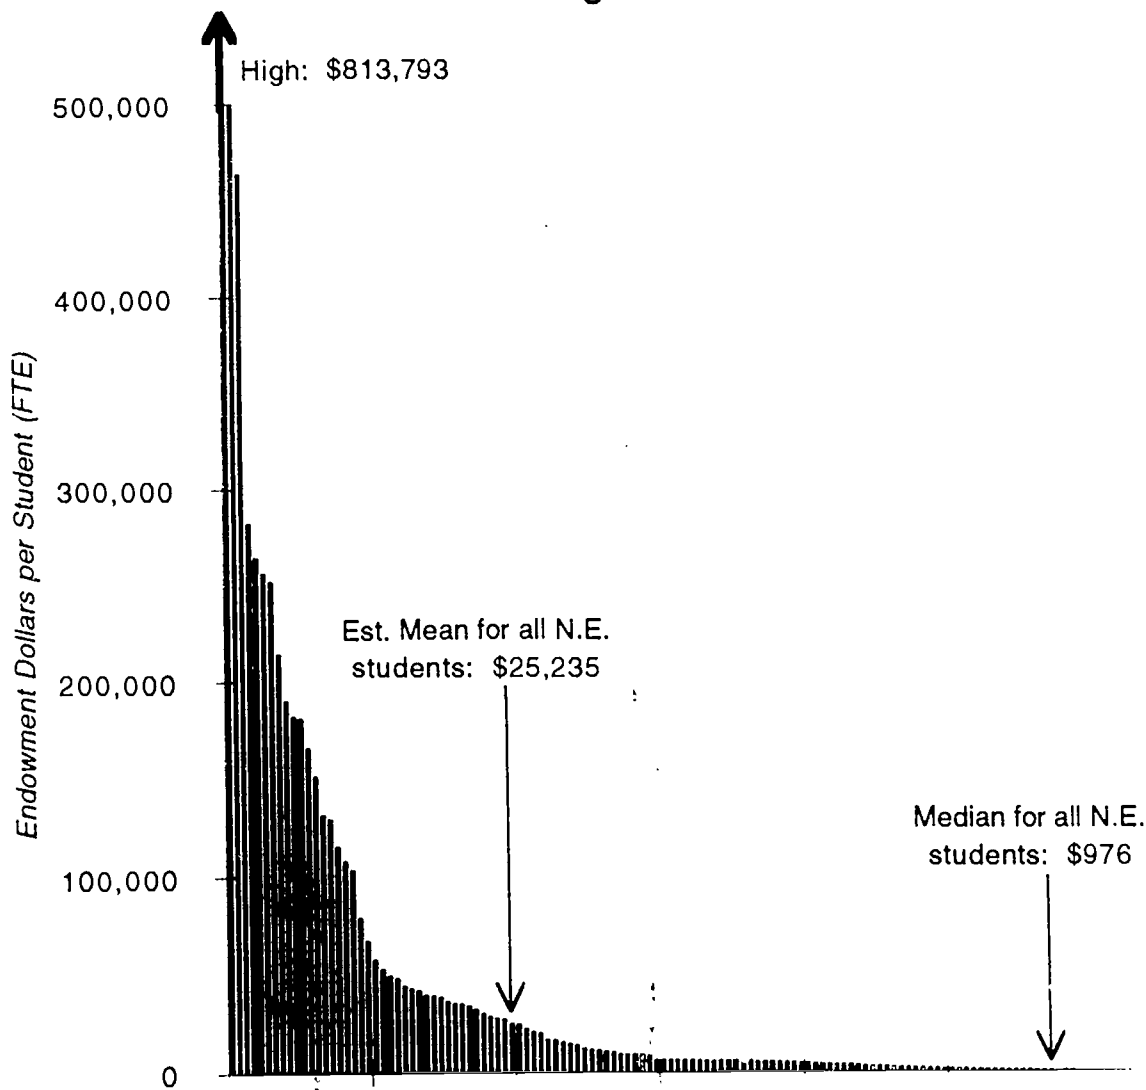 High: $813,793
500,000
400,000
300,000
200,000
100,000
0
Endowment Dollars per Student (FTE)
Est. Mean for all N.E.
students: $25,235
Median for all N.E.
students: $976